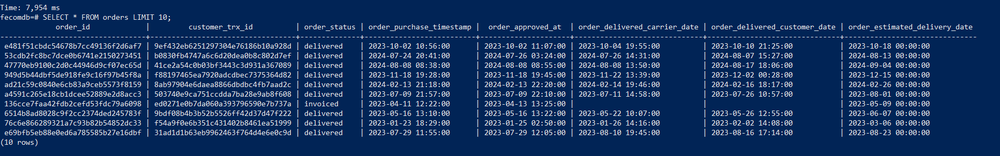 Time: 7,954 ms
fecomdb=# SELECT * FROM orders LIMIT 10;
order_id | customer_trx_id | order_status | order_purchase_timestamp | order_approved_at | order_delivered_carrier_date | order_delivered_customer_date | order_estimated_delivery_date
----------------------------------+----------------------------------+--------------+--------------------------+---------------------+------------------------------+-------------------------------+-------------------------------
e481f51cbdc54678b7cc49136f2d6af7 | 9ef432eb6251297304e76186b10a928d | delivered | 2023-10-02 10:56:00 | 2023-10-02 11:07:00 | 2023-10-04 19:55:00 | 2023-10-10 21:25:00 | 2023-10-18 00:00:00
53cdb2fc8bc7dce0b6741e2150273451 | b0830fb4747a6c6d20dea0b8c802d7ef | delivered | 2024-07-24 20:41:00 | 2024-07-26 03:24:00 | 2024-07-26 14:31:00 | 2024-08-07 15:27:00 | 2024-08-13 00:00:00
47770eb9100c2d0c44946d9cf07ec65d | 41ce2a54c0b03bf3443c3d931a367089 | delivered | 2024-08-08 08:38:00 | 2024-08-08 08:55:00 | 2024-08-08 13:50:00 | 2024-08-17 18:06:00 | 2024-09-04 00:00:00
949d5b44dbf5de918fe9c16f97b45f8a | f88197465ea7920adcdbec7375364d82 | delivered | 2023-11-18 19:28:00 | 2023-11-18 19:45:00 | 2023-11-22 13:39:00 | 2023-12-02 00:28:00 | 2023-12-15 00:00:00
ad21c59c0840e6cb83a9ceb5573f8159 | 8ab97904e6daea8866dbdbc4fb7aad2c | delivered | 2024-02-13 21:18:00 | 2024-02-13 22:20:00 | 2024-02-14 19:46:00 | 2024-02-16 18:17:00 | 2024-02-26 00:00:00
a4591c265e18cb1dcee52889e2d8acc3 | 503740e9ca751ccdda7ba28e9ab8f608 | delivered | 2023-07-09 21:57:00 | 2023-07-09 22:10:00 | 2023-07-11 14:58:00 | 2023-07-26 10:57:00 | 2023-08-01 00:00:00
136cce7faa42fdb2cefd53fdc79a6098 | ed0271e0b7da060a393796590e7b737a | invoiced | 2023-04-11 12:22:00 | 2023-04-13 13:25:00 | | | 2023-05-09 00:00:00
6514b8ad8028c9f2cc2374ded245783f | 9bdf08b4b3b52b5526ff42d37d47f222 | delivered | 2023-05-16 13:10:00 | 2023-05-16 13:22:00 | 2023-05-22 10:07:00 | 2023-05-26 12:55:00 | 2023-06-07 00:00:00
76c6e866289321a7c93b82b54852dc33 | f54a9f0e6b351c431402b8461ea51999 | delivered | 2023-01-23 18:29:00 | 2023-01-25 02:50:00 | 2023-01-26 14:16:00 | 2023-02-02 14:08:00 | 2023-03-06 00:00:00
e69bfb5eb88e0ed6a785585b27e16dbf | 31ad1d1b63eb9962463f764d4e6e0c9d | delivered | 2023-07-29 11:55:00 | 2023-07-29 12:05:00 | 2023-08-10 19:45:00 | 2023-08-16 17:14:00 | 2023-08-23 00:00:00
(10 rows)